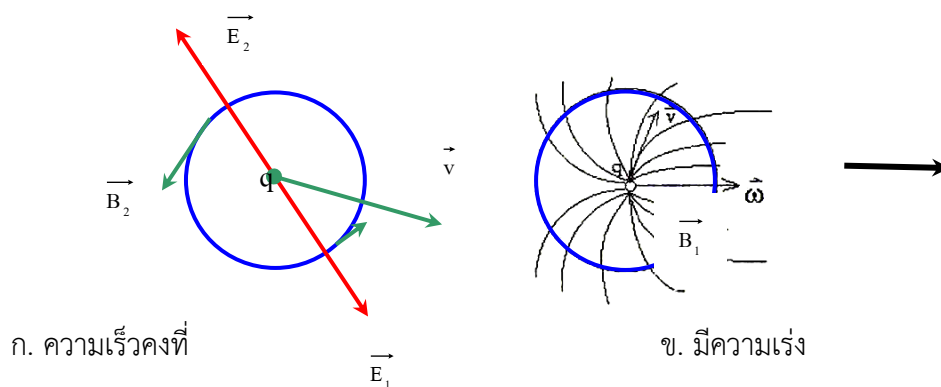 E₂
v
q
B₂
E₁
ก. ความเร็วคงที่
v
q
ω
B₁
ข. มีความเร่ง